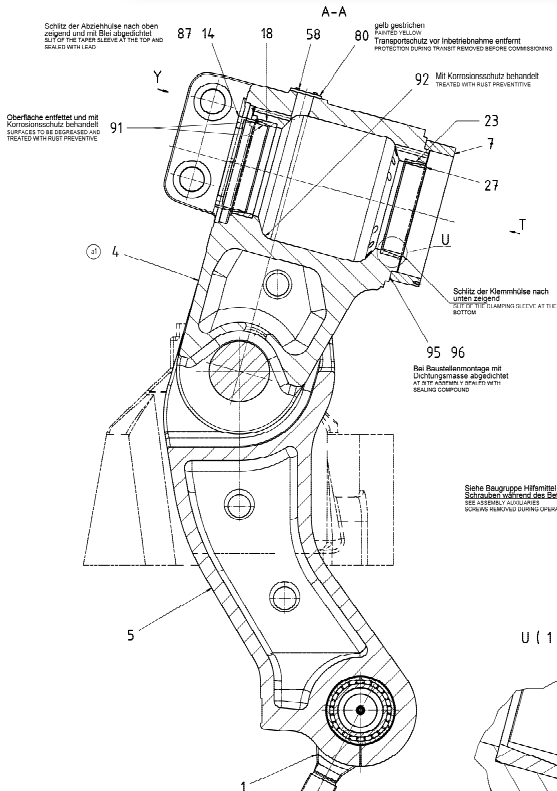 A-A
Schlitz der Abziehhülse nach oben
zeigend und mit Blei abgedichtet
SLIT OF THE TAPER SLEEVE AT THE TOP AND
SEALED WITH LEAD
87 14
18
58
80
gelb gestrichen
PAINTED YELLOW
Transportschutz vor Inbetriebnahme entfernt
PROTECTION DURING TRANSIT REMOVED BEFORE COMMISSIONING
Y
92
Mit Korrosionsschutz behandelt
TREATED WITH RUST PREVENTITIVE
Oberfläche entfettet und mit
Korrosionsschutz behandelt
SURFACES TO BE DEGREASED AND
TREATED WITH RUST PREVENTIVE
91
23
7
27
T
U
a1
4
Schlitz der Klemmhülse nach
unten zeigend
SLIT OF THE CLAMPING SLEEVE AT THE
BOTTOM
95 96
Bei Baustellenmontage mit
Dichtungsmasse abgedichtet
AT SITE ASSEMBLY SEALED WITH
SEALING COMPOUND
Siehe Baugruppe Hilfsmittel
Schrauben während des Be
SEE ASSEMBLY AUXILIARIES
SCREWS REMOVED DURING OPERA
5
U ( 1
1